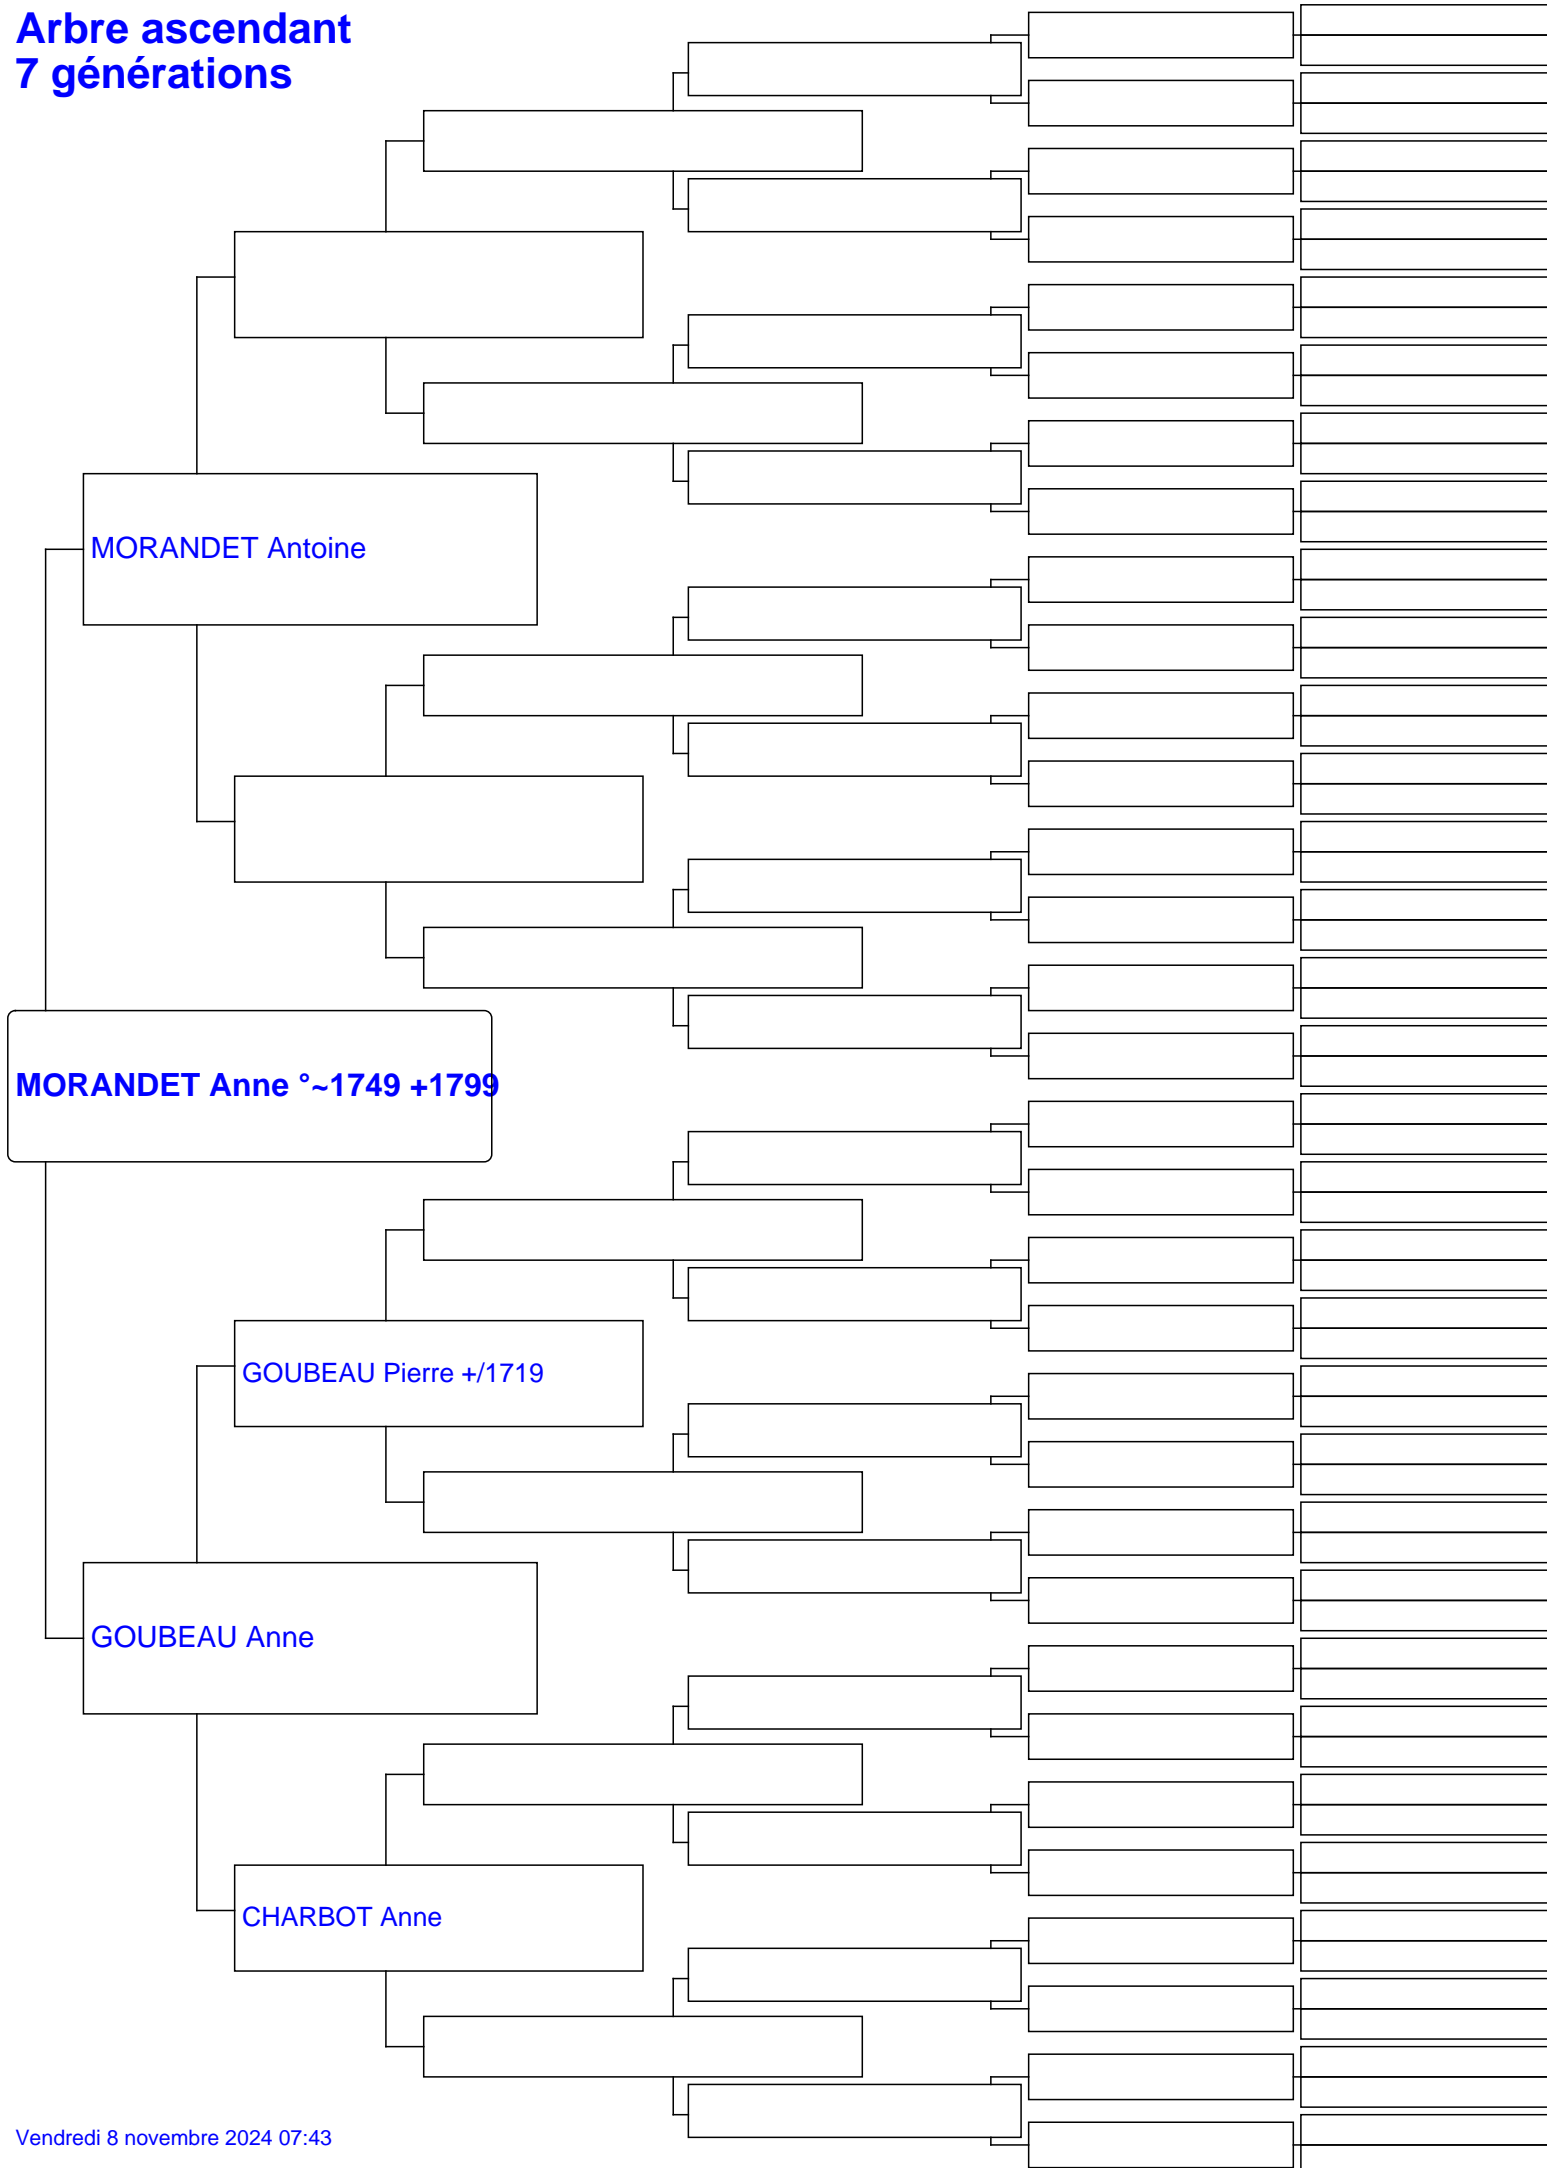 Arbre ascendant
7 générations
MORANDET Antoine
MORANDET Anne °~1749 +1799
GOUBEAU Pierre +/1719
GOUBEAU Anne
CHARBOT Anne
Vendredi 8 novembre 2024 07:43